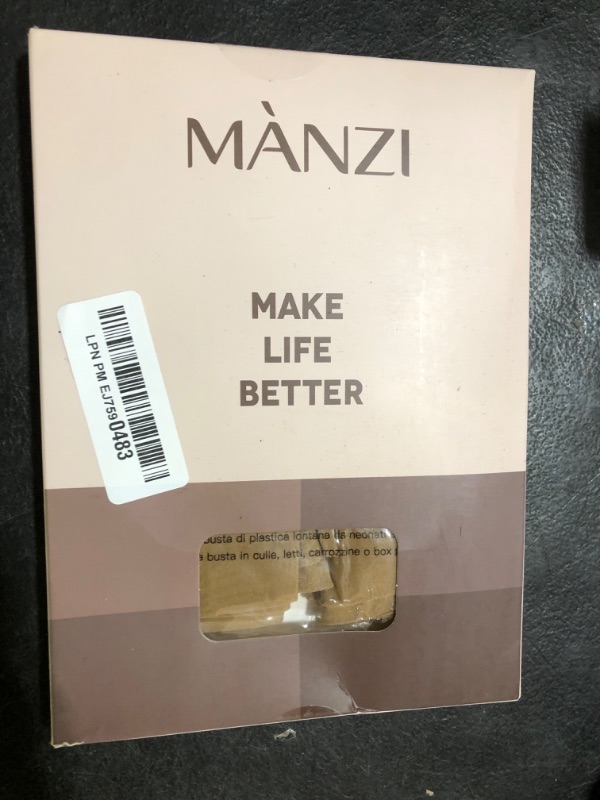 MÀNZI
MAKE
LIFE
BETTER
LPN PM EJ7590483
busta di plastica lontana da neonati
busta in culle, letti, carrozzine o box